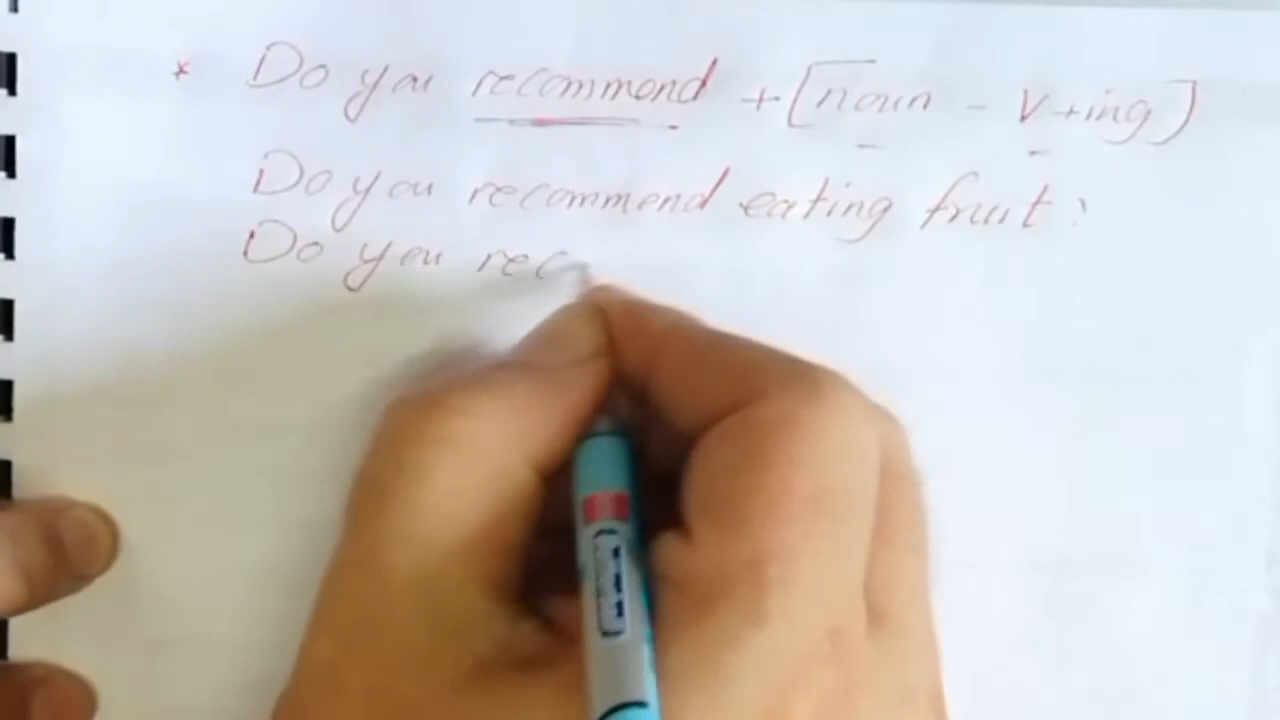 * Do you recommend + [noun - V+ing]
Do you recommend eating fruit?
Do you rec